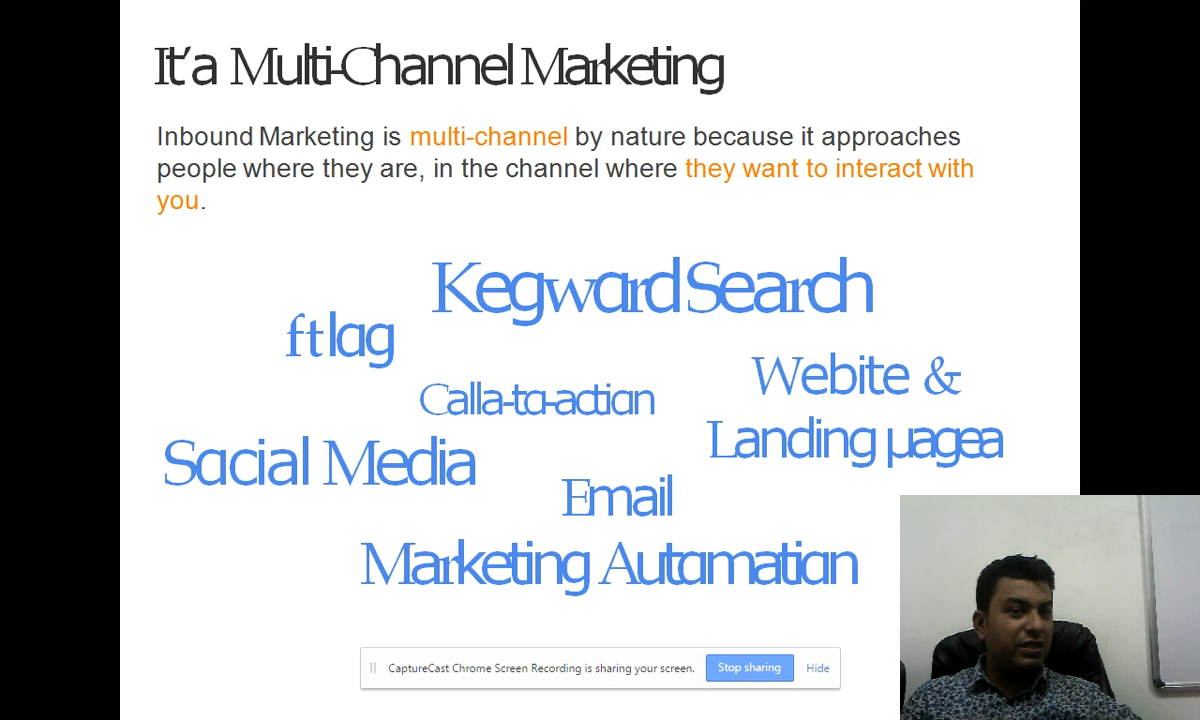 It'a Multi-Channel Marketing
Inbound Marketing is multi-channel by nature because it approaches
people where they are, in the channel where they want to interact with
you.
Kegward Search
ftlag
Calla-ta-actian
Webite &
Landing µagea
Sacial Media
Email
Marketing Autamatian
CaptureCast Chrome Screen Recording is sharing your screen. Stop sharing Hide